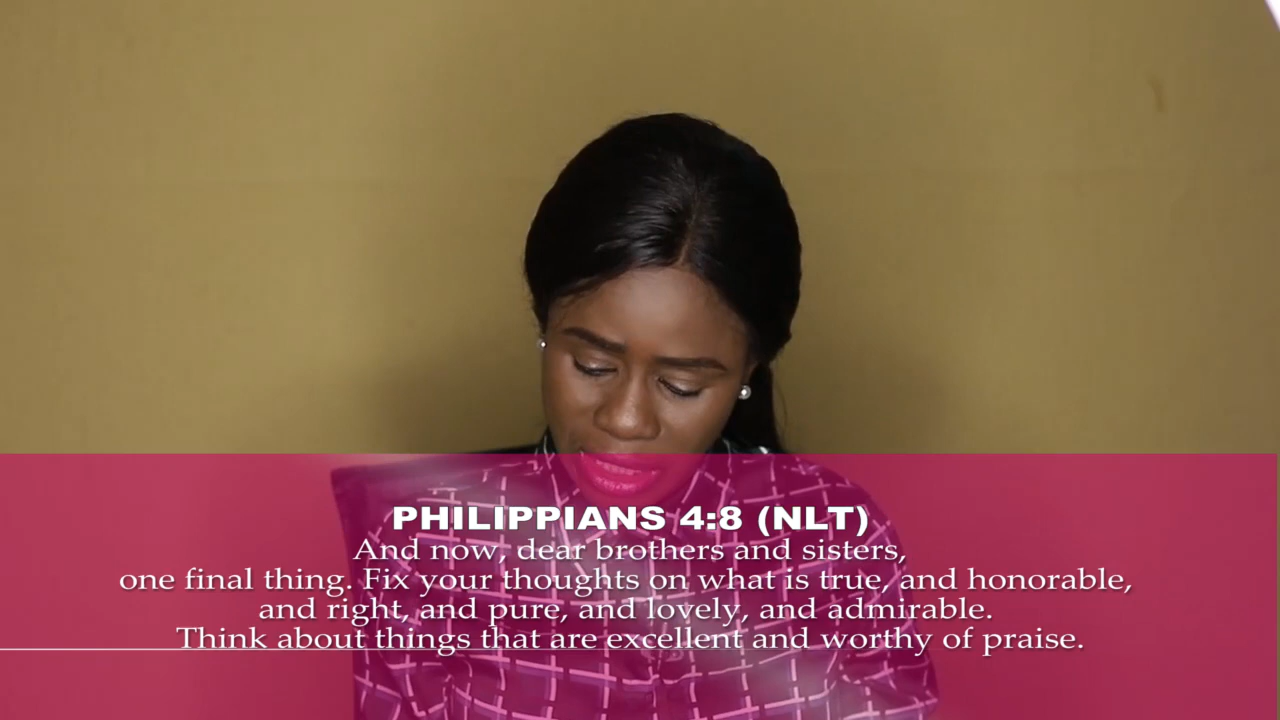 PHILIPPIANS 4:8 (NLT)
And now, dear brothers and sisters,
one final thing. Fix your thoughts on what is true, and honorable,
and right, and pure, and lovely, and admirable.
Think about things that are excellent and worthy of praise.